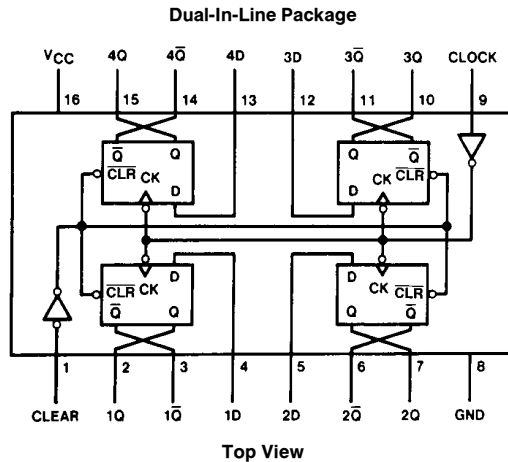 Dual-In-Line Package
VCC 4Q 4Q̅ 4D 3D 3Q̅ 3Q CLOCK
16 15 14 13 12 11 10 9
Q̅ Q Q Q̅
CLR̅ CK CK CLR̅
D D
D D
CLR̅ CK CK CLR̅
Q̅ Q Q Q̅
1 2 3 4 5 6 7 8
CLEAR 1Q 1Q̅ 1D 2D 2Q̅ 2Q GND
Top View